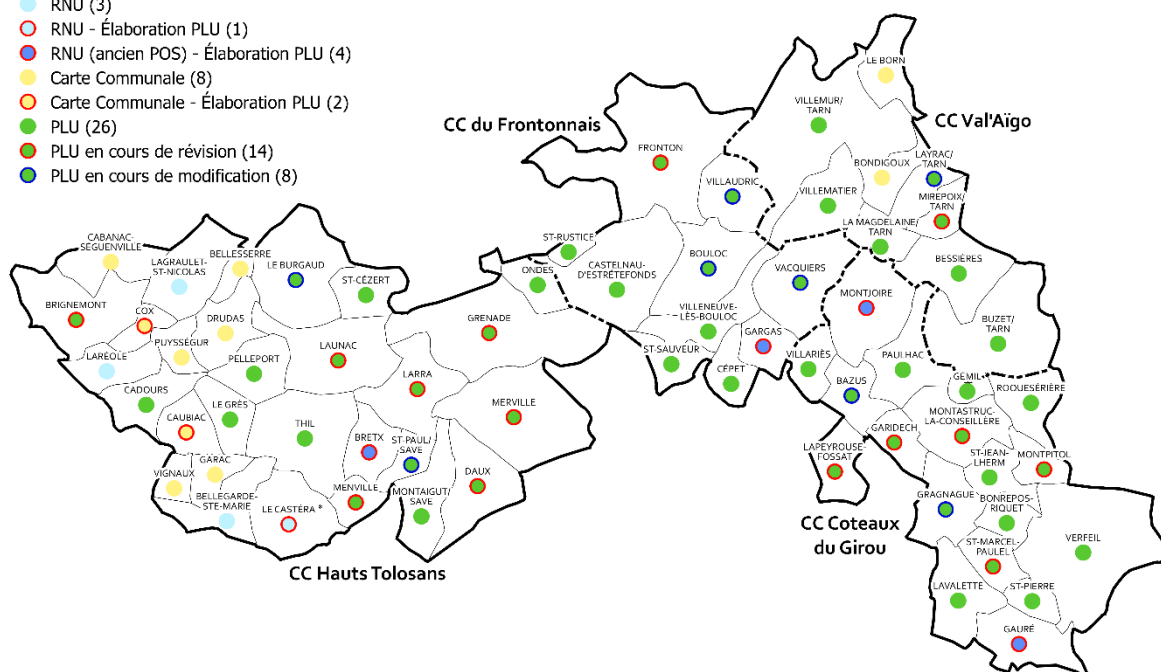 RNU (3)
RNU - Élaboration PLU (1)
RNU (ancien POS) - Élaboration PLU (4)
Carte Communale (8)
Carte Communale - Élaboration PLU (2)
PLU (26)
PLU en cours de révision (14)
PLU en cours de modification (8)
LE BORN
VILLEMUR/
TARN
CC du Frontonnais
CC Val'Aïgo
FRONTON
BONDIGOUX
LAYRAC/
TARN
VILLAUDRIC
VILLEMATIER
MIREPOIX/
TARN
LA MAGDELAINE/
TARN
CABANAC-
SÉGUENVILLE
LAGRAULET-
ST-NICOLAS
BELLESSERRE
LE BURGAUD
ST-CÉZERT
ST-RUSTICE
ONDES
CASTELNAU-
D'ESTRÉTEFONDS
BOULOC
VACQUIERS
BESSIÈRES
MONTJOIRE
BRIGNEMONT
COX
DRUDAS
GRENADE
VILLENEUVE-
LÈS-BOULOC
GARGAS
BUZET/
TARN
LARÉOLE
PUYSSÉGUR
PELLEPORT
LAUNAC
LARRA
ST-SAUVEUR
CÉPET
VILLARIÈS
PAULHAC
BAZUS
GEMIL
ROQUESÉRIÈRE
CADOURS
LE GRÈS
CAUBIAC
THIL
MERVILLE
MONTASTRUC-
LA-CONSEILLÈRE
GARIDECH
BRETX
ST-PAUL/
SAVE
LAPEYROUSE-
FOSSAT
ST-JEAN-
LHERM
MONTPITOL
VIGNAUX
GARAC
BELLEGARDE-
STE-MARIE
LE CASTÉRA *
MENVILLE
MONTAIGUT/
SAVE
DAUX
GRAGNAGUE
BONREPOS-
RIQUET
CC Coteaux
du Girou
ST-MARCEL-
PAULEL
VERFEIL
CC Hauts Tolosans
LAVALETTE
ST-PIERRE
GAURÉ